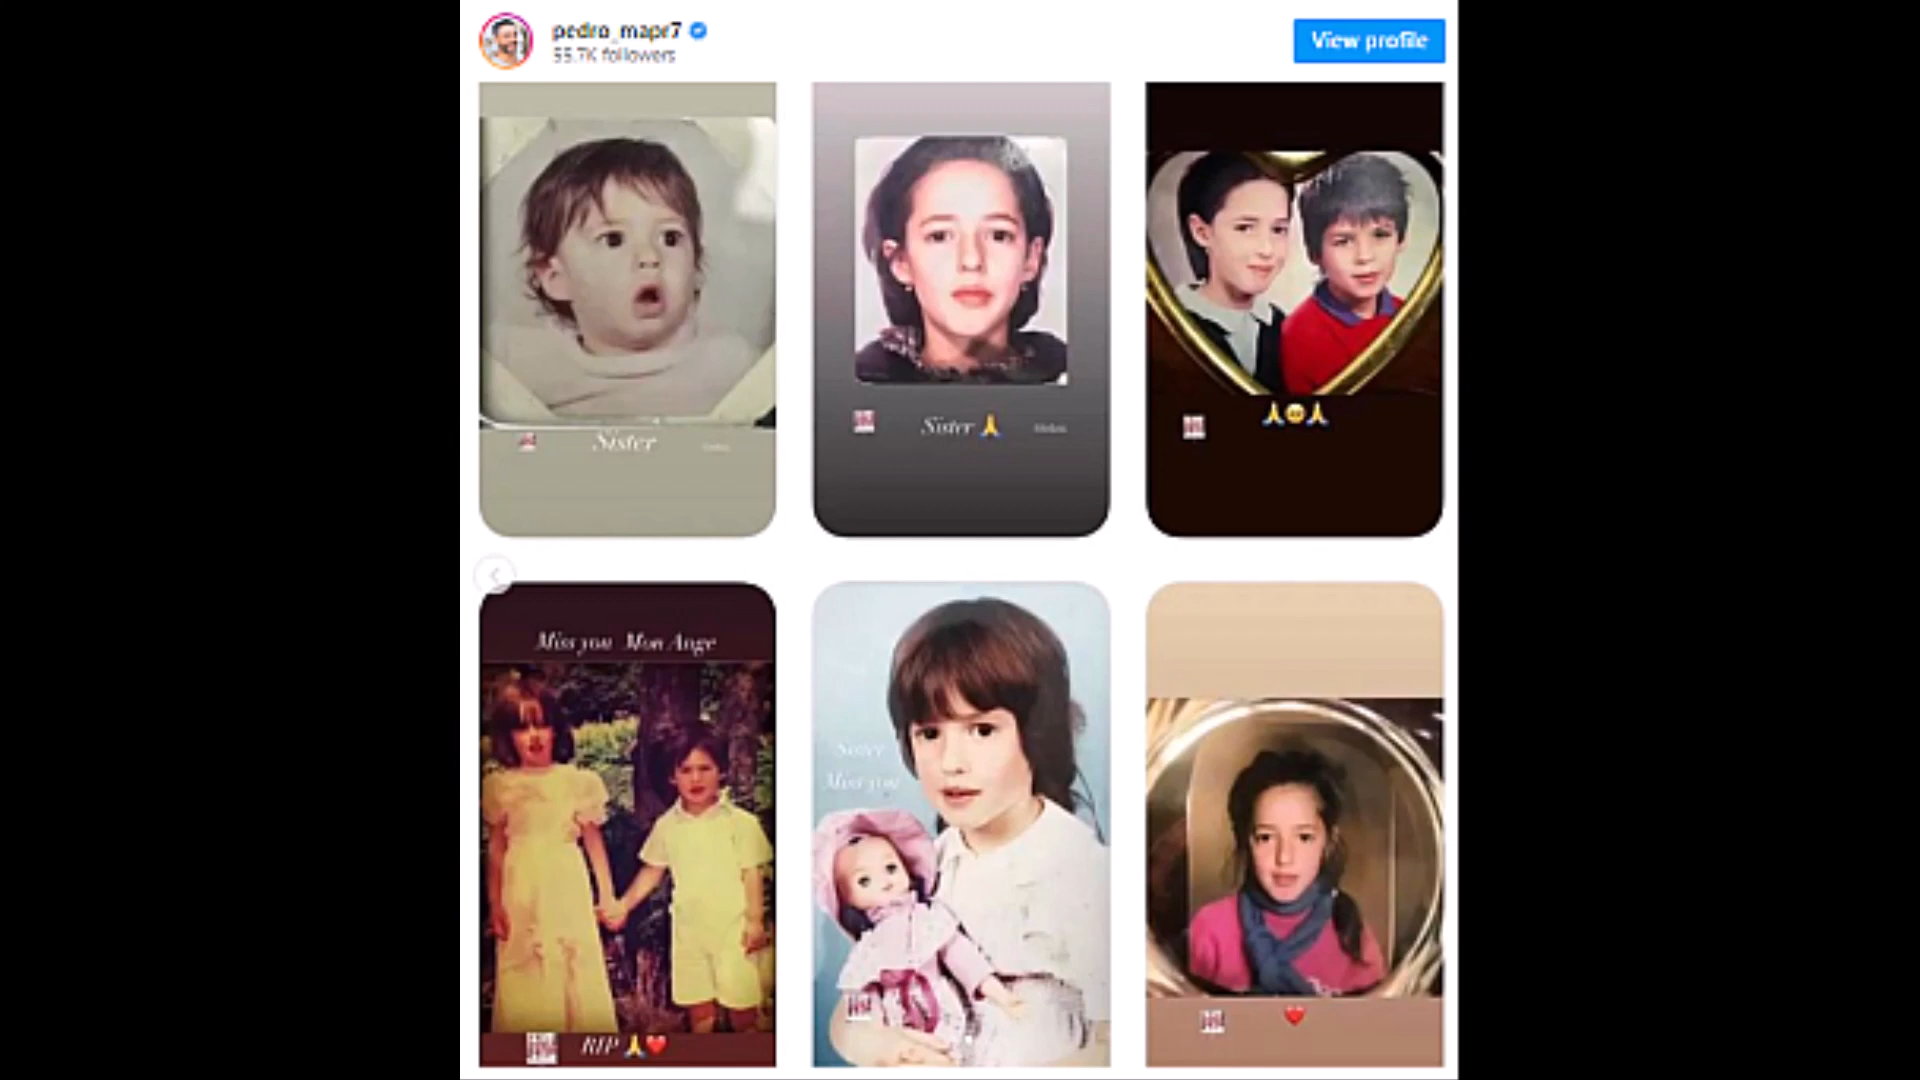 pedro_mapr7
55.7K followers
View profile
Sister
Sister 🙏
Miss you Mon Ange
RIP 🙏❤️
Sister
Miss you